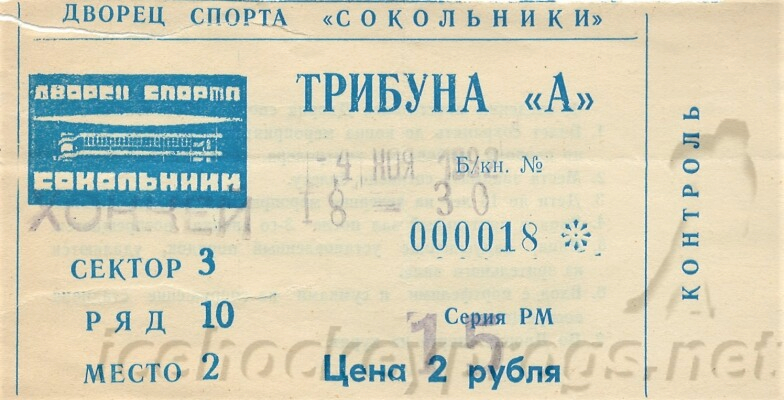 ДВОРЕЦ СПОРТА «СОКОЛЬНИКИ»
ДВОРЕЦ СПОРТА
СОКОЛЬНИКИ
ТРИБУНА «А»
4 НОЯ
Б/кн. №
ХОККЕЙ
18 — 30
000018 ✻
СЕКТОР 3
РЯД 10
Серия РМ
15
МЕСТО 2
Цена 2 рубля
КОНТРОЛЬ
icehockeyprogs.net